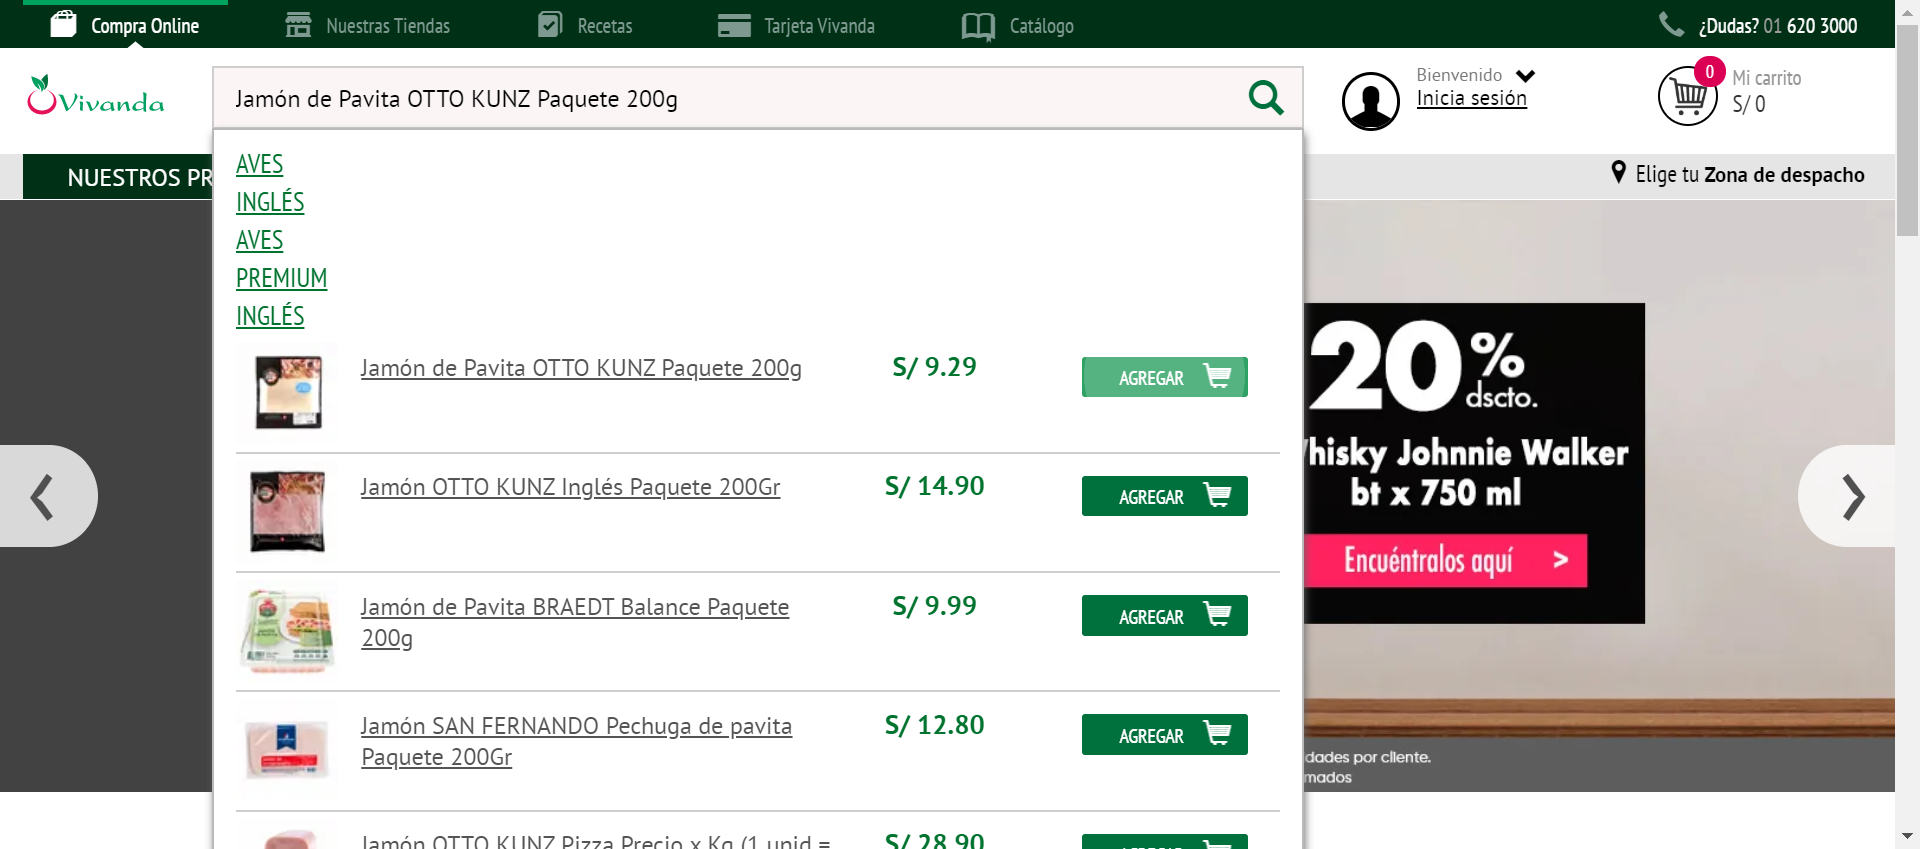 Compra Online
Nuestras Tiendas
Recetas
Tarjeta Vivanda
Catálogo
¿Dudas? 01 620 3000
Vivanda
Jamón de Pavita OTTO KUNZ Paquete 200g
Bienvenido
Inicia sesión
0
Mi carrito
S/ 0
NUESTROS PR
Elige tu Zona de despacho
AVES
INGLÉS
AVES
PREMIUM
INGLÉS
Jamón de Pavita OTTO KUNZ Paquete 200g
S/ 9.29
AGREGAR
Jamón OTTO KUNZ Inglés Paquete 200Gr
S/ 14.90
AGREGAR
Jamón de Pavita BRAEDT Balance Paquete
200g
S/ 9.99
AGREGAR
Jamón SAN FERNANDO Pechuga de pavita
Paquete 200Gr
S/ 12.80
AGREGAR
Jamón OTTO KUNZ Pizza Precio x Kg (1 unid =
S/ 28.90
20%
dscto.
hisky Johnnie Walker
bt x 750 ml
Encuéntralos aquí >
dades por cliente.
mados